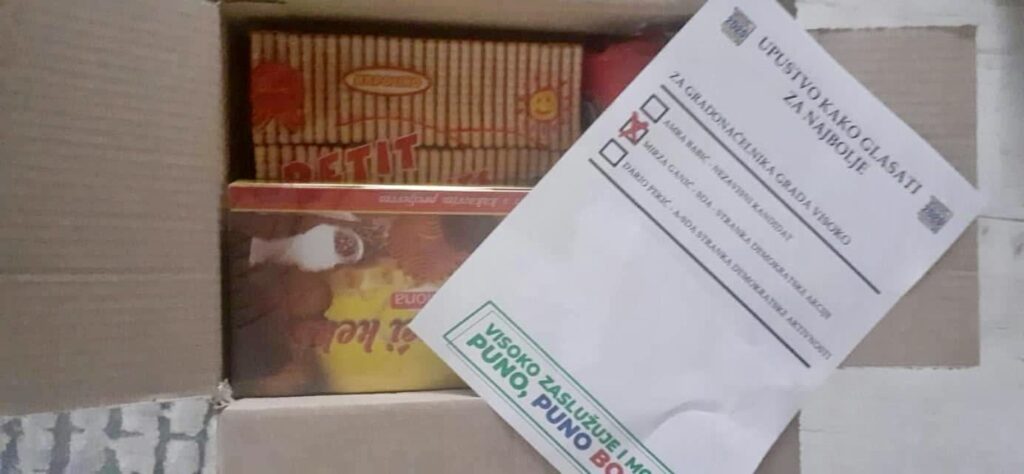 UPUSTVO KAKO GLASATI
ZA NAJBOLJE
ZA GRADONAČELNIKA GRADA VISOKO
AMRA BABIĆ - NEZAVISNI KANDIDAT
MIRZA GANIĆ - SDA - STRANKA DEMOKRATSKE AKCIJE
DARIO PEKIĆ - A-SDA STRANKA DEMOKRATSKE AKTIVNOSTI
VISOKO ZASLUŽUJE I MO
PUNO, PUNO BO
PETIT